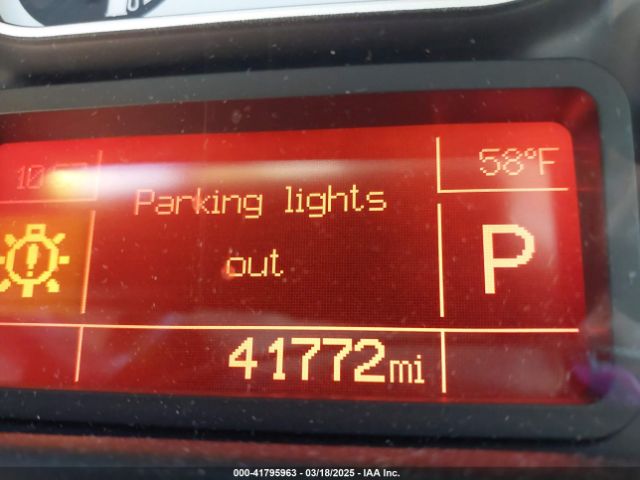 58°F
Parking lights
out
P
41772mi
000-41795963 - 03/18/2025 - IAA Inc.